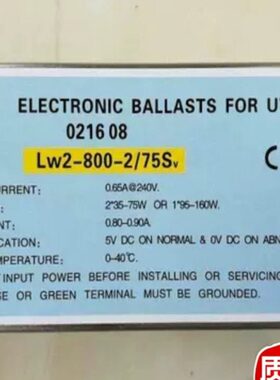 ELECTRONIC BALLASTS FOR U
0216 08
Lw2-800-2/75Sv
CURRENT: 0.65A@240V.
: 2*35-75W OR 1*95-160W.
RENT: 0.80-0.90A.
CATION: 5V DC ON NORMAL & 0V DC ON ABN
: 0~40℃.
INPUT POWER BEFORE INSTALLING OR SERVICING
SE OR GREEN TERMINAL MUST BE GROUNDED.